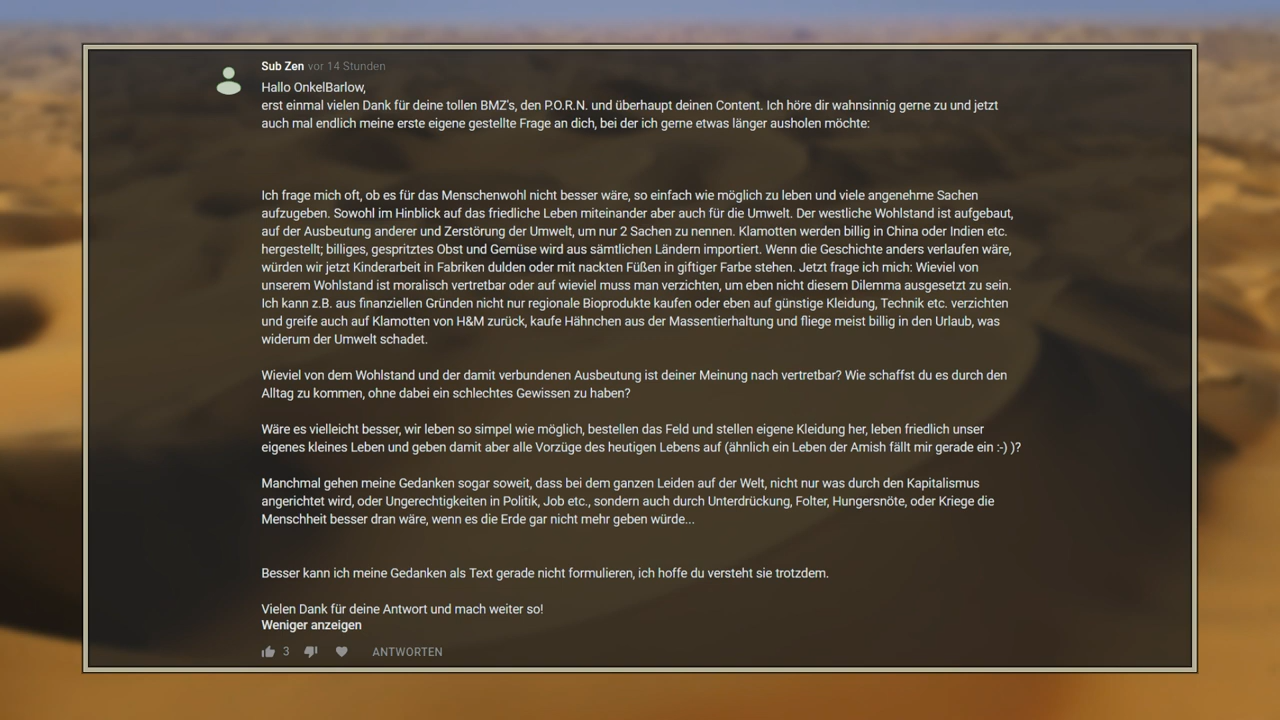 Sub Zen vor 14 Stunden
Hallo OnkelBarlow,
erst einmal vielen Dank für deine tollen BMZ's, den P.O.R.N. und überhaupt deinen Content. Ich höre dir wahnsinnig gerne zu und jetzt
auch mal endlich meine erste eigene gestellte Frage an dich, bei der ich gerne etwas länger ausholen möchte:
Ich frage mich oft, ob es für das Menschenwohl nicht besser wäre, so einfach wie möglich zu leben und viele angenehme Sachen
aufzugeben. Sowohl im Hinblick auf das friedliche Leben miteinander aber auch für die Umwelt. Der westliche Wohlstand ist aufgebaut,
auf der Ausbeutung anderer und Zerstörung der Umwelt, um nur 2 Sachen zu nennen. Klamotten werden billig in China oder Indien etc.
hergestellt; billiges, gespritztes Obst und Gemüse wird aus sämtlichen Ländern importiert. Wenn die Geschichte anders verlaufen wäre,
würden wir jetzt Kinderarbeit in Fabriken dulden oder mit nackten Füßen in giftiger Farbe stehen. Jetzt frage ich mich: Wieviel von
unserem Wohlstand ist moralisch vertretbar oder auf wieviel muss man verzichten, um eben nicht diesem Dilemma ausgesetzt zu sein.
Ich kann z.B. aus finanziellen Gründen nicht nur regionale Bioprodukte kaufen oder eben auf günstige Kleidung, Technik etc. verzichten
und greife auch auf Klamotten von H&M zurück, kaufe Hähnchen aus der Massentierhaltung und fliege meist billig in den Urlaub, was
widerum der Umwelt schadet.
Wieviel von dem Wohlstand und der damit verbundenen Ausbeutung ist deiner Meinung nach vertretbar? Wie schaffst du es durch den
Alltag zu kommen, ohne dabei ein schlechtes Gewissen zu haben?
Wäre es vielleicht besser, wir leben so simpel wie möglich, bestellen das Feld und stellen eigene Kleidung her, leben friedlich unser
eigenes kleines Leben und geben damit aber alle Vorzüge des heutigen Lebens auf (ähnlich ein Leben der Amish fällt mir gerade ein :-) )?
Manchmal gehen meine Gedanken sogar soweit, dass bei dem ganzen Leiden auf der Welt, nicht nur was durch den Kapitalismus
angerichtet wird, oder Ungerechtigkeiten in Politik, Job etc., sondern auch durch Unterdrückung, Folter, Hungersnöte, oder Kriege die
Menschheit besser dran wäre, wenn es die Erde gar nicht mehr geben würde...
Besser kann ich meine Gedanken als Text gerade nicht formulieren, ich hoffe du versteht sie trotzdem.
Vielen Dank für deine Antwort und mach weiter so!
Weniger anzeigen
3 ANTWORTEN